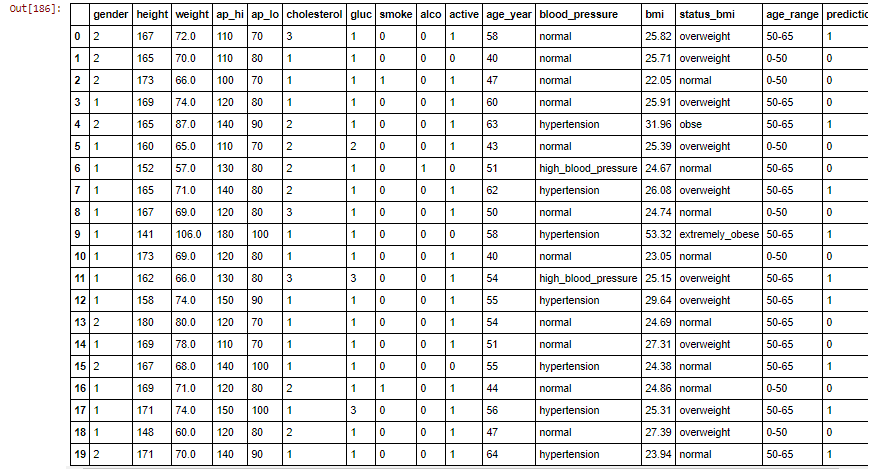 Out[186]:
gender height weight ap_hi ap_lo cholesterol gluc smoke alco active age_year blood_pressure bmi status_bmi age_range predictio
0 2 167 72.0 110 70 3 1 0 0 1 58 normal 25.82 overweight 50-65 1
1 2 165 70.0 110 80 1 1 0 0 0 40 normal 25.71 overweight 0-50 0
2 2 173 66.0 100 70 1 1 1 0 1 47 normal 22.05 normal 0-50 0
3 1 169 74.0 120 80 1 1 0 0 1 60 normal 25.91 overweight 50-65 0
4 2 165 87.0 140 90 2 1 0 0 1 63 hypertension 31.96 obse 50-65 1
5 1 160 65.0 110 70 2 2 0 0 1 43 normal 25.39 overweight 0-50 0
6 1 152 57.0 130 80 2 1 0 1 0 51 high_blood_pressure 24.67 normal 50-65 0
7 1 165 71.0 140 80 2 1 0 0 1 62 hypertension 26.08 overweight 50-65 1
8 1 167 69.0 120 80 3 1 0 0 1 50 normal 24.74 normal 0-50 0
9 1 141 106.0 180 100 1 1 0 0 0 58 hypertension 53.32 extremely_obese 50-65 1
10 1 173 69.0 120 80 1 1 0 0 1 40 normal 23.05 normal 0-50 0
11 1 162 66.0 130 80 3 3 0 0 1 54 high_blood_pressure 25.15 overweight 50-65 1
12 1 158 74.0 150 90 1 1 0 0 1 55 hypertension 29.64 overweight 50-65 1
13 2 180 80.0 120 70 1 1 0 0 1 54 normal 24.69 normal 50-65 0
14 1 169 78.0 110 70 1 1 0 0 1 51 normal 27.31 overweight 50-65 0
15 2 167 68.0 140 100 1 1 0 0 0 55 hypertension 24.38 normal 50-65 1
16 1 169 71.0 120 80 2 1 1 0 1 44 normal 24.86 normal 0-50 0
17 1 171 74.0 150 100 1 3 0 0 1 56 hypertension 25.31 overweight 50-65 1
18 1 148 60.0 120 80 2 1 0 0 1 47 normal 27.39 overweight 0-50 0
19 2 171 70.0 140 90 1 1 0 0 1 64 hypertension 23.94 normal 50-65 1